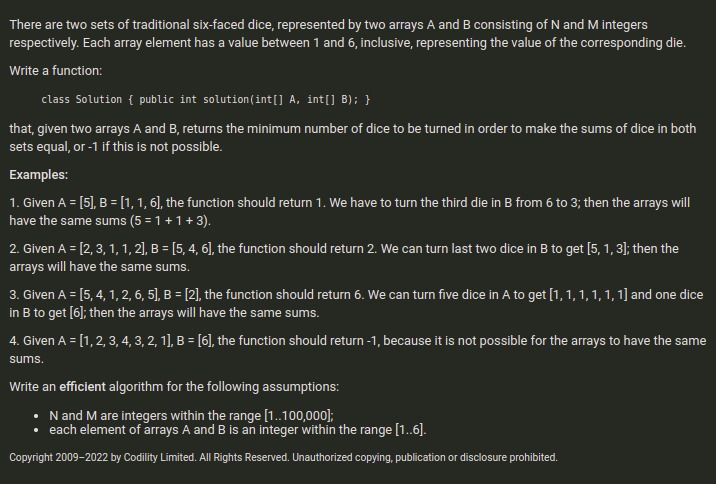 There are two sets of traditional six-faced dice, represented by two arrays A and B consisting of N and M integers
respectively. Each array element has a value between 1 and 6, inclusive, representing the value of the corresponding die.
Write a function:
class Solution { public int solution(int[] A, int[] B); }
that, given two arrays A and B, returns the minimum number of dice to be turned in order to make the sums of dice in both
sets equal, or -1 if this is not possible.
Examples:
1. Given A = [5], B = [1, 1, 6], the function should return 1. We have to turn the third die in B from 6 to 3; then the arrays will
have the same sums (5 = 1 + 1 + 3).
2. Given A = [2, 3, 1, 1, 2], B = [5, 4, 6], the function should return 2. We can turn last two dice in B to get [5, 1, 3]; then the
arrays will have the same sums.
3. Given A = [5, 4, 1, 2, 6, 5], B = [2], the function should return 6. We can turn five dice in A to get [1, 1, 1, 1, 1, 1] and one dice
in B to get [6]; then the arrays will have the same sums.
4. Given A = [1, 2, 3, 4, 3, 2, 1], B = [6], the function should return -1, because it is not possible for the arrays to have the same
sums.
Write an efficient algorithm for the following assumptions:
• N and M are integers within the range [1..100,000];
• each element of arrays A and B is an integer within the range [1..6].
Copyright 2009–2022 by Codility Limited. All Rights Reserved. Unauthorized copying, publication or disclosure prohibited.